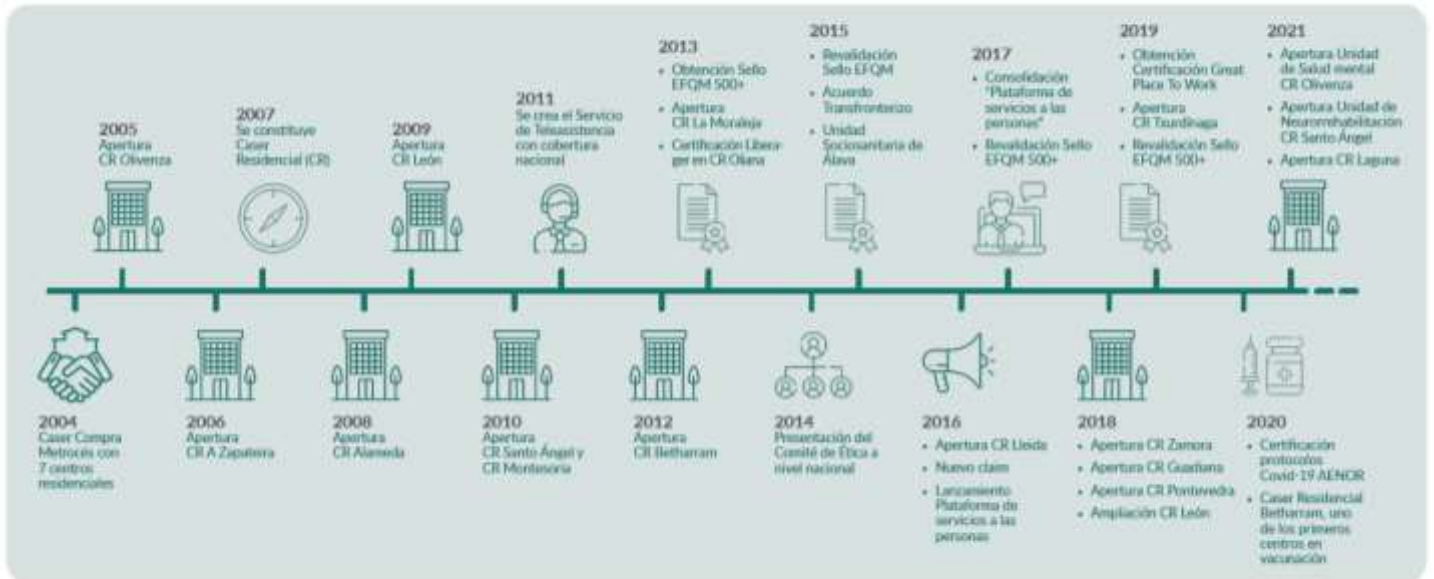 2005
Apertura
CR Olivenza
2007
Se constituye
Caser
Residencial (CR)
2009
Apertura
CR León
2011
Se crea el Servicio
de Teleasistencia
con cobertura
nacional
2013
• Obtención Sello
EFQM 500+
• Apertura
CR La Moraleja
• Certificación Libera-
ger en CR Oliana
2015
• Revalidación
Sello EFQM
• Acuerdo
Transfronterizo
• Unidad
Sociosanitaria de
Álava
2017
• Consolidación
"Plataforma de
servicios a las
personas"
• Revalidación Sello
EFQM 500+
2019
• Obtención
Certificación Great
Place To Work
• Apertura
CR Txurdinaga
• Revalidación Sello
EFQM 500+
2021
• Apertura Unidad
de Salud mental
CR Olivenza
• Apertura Unidad de
Neurorrehabilitación
CR Santo Ángel
• Apertura CR Laguna
2004
Caser Compra
Metrocés con
7 centros
residenciales
2006
Apertura
CR A Zapateira
2008
Apertura
CR Alameda
2010
Apertura
CR Santo Ángel y
CR Montesoria
2012
Apertura
CR Betharram
2014
Presentación del
Comité de Ética a
nivel nacional
2016
• Apertura CR Lleida
• Nuevo claim
• Lanzamiento
Plataforma de
servicios a las
personas
2018
• Apertura CR Zamora
• Apertura CR Guadiana
• Apertura CR Pontevedra
• Ampliación CR León
2020
• Certificación
protocolos
Covid-19 AENOR
• Caser Residencial
Betharram, uno
de los primeros
centros en
vacunación